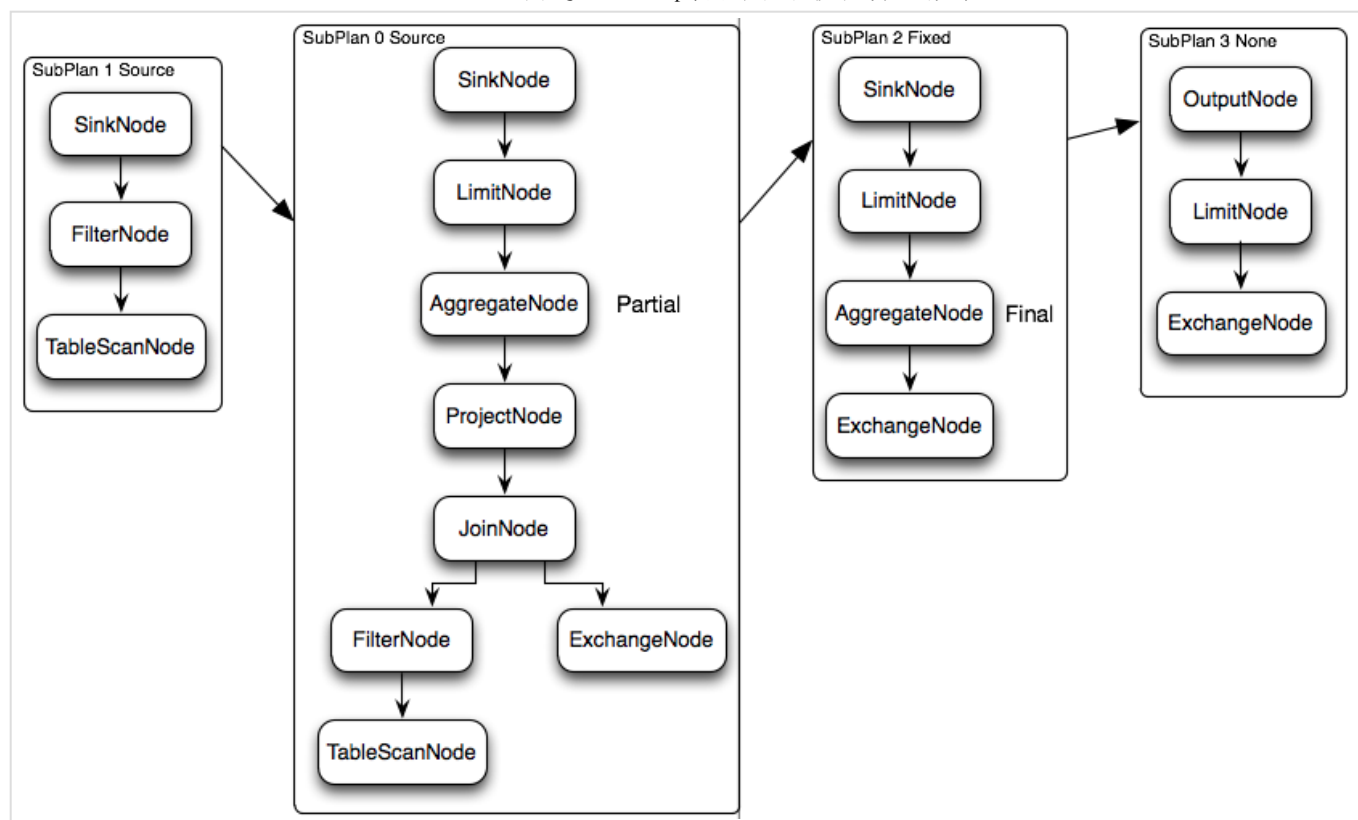 SubPlan 1 Source
SinkNode
FilterNode
TableScanNode
SubPlan 0 Source
SinkNode
LimitNode
AggregateNode
Partial
ProjectNode
JoinNode
FilterNode
ExchangeNode
TableScanNode
SubPlan 2 Fixed
SinkNode
LimitNode
AggregateNode
Final
ExchangeNode
SubPlan 3 None
OutputNode
LimitNode
ExchangeNode